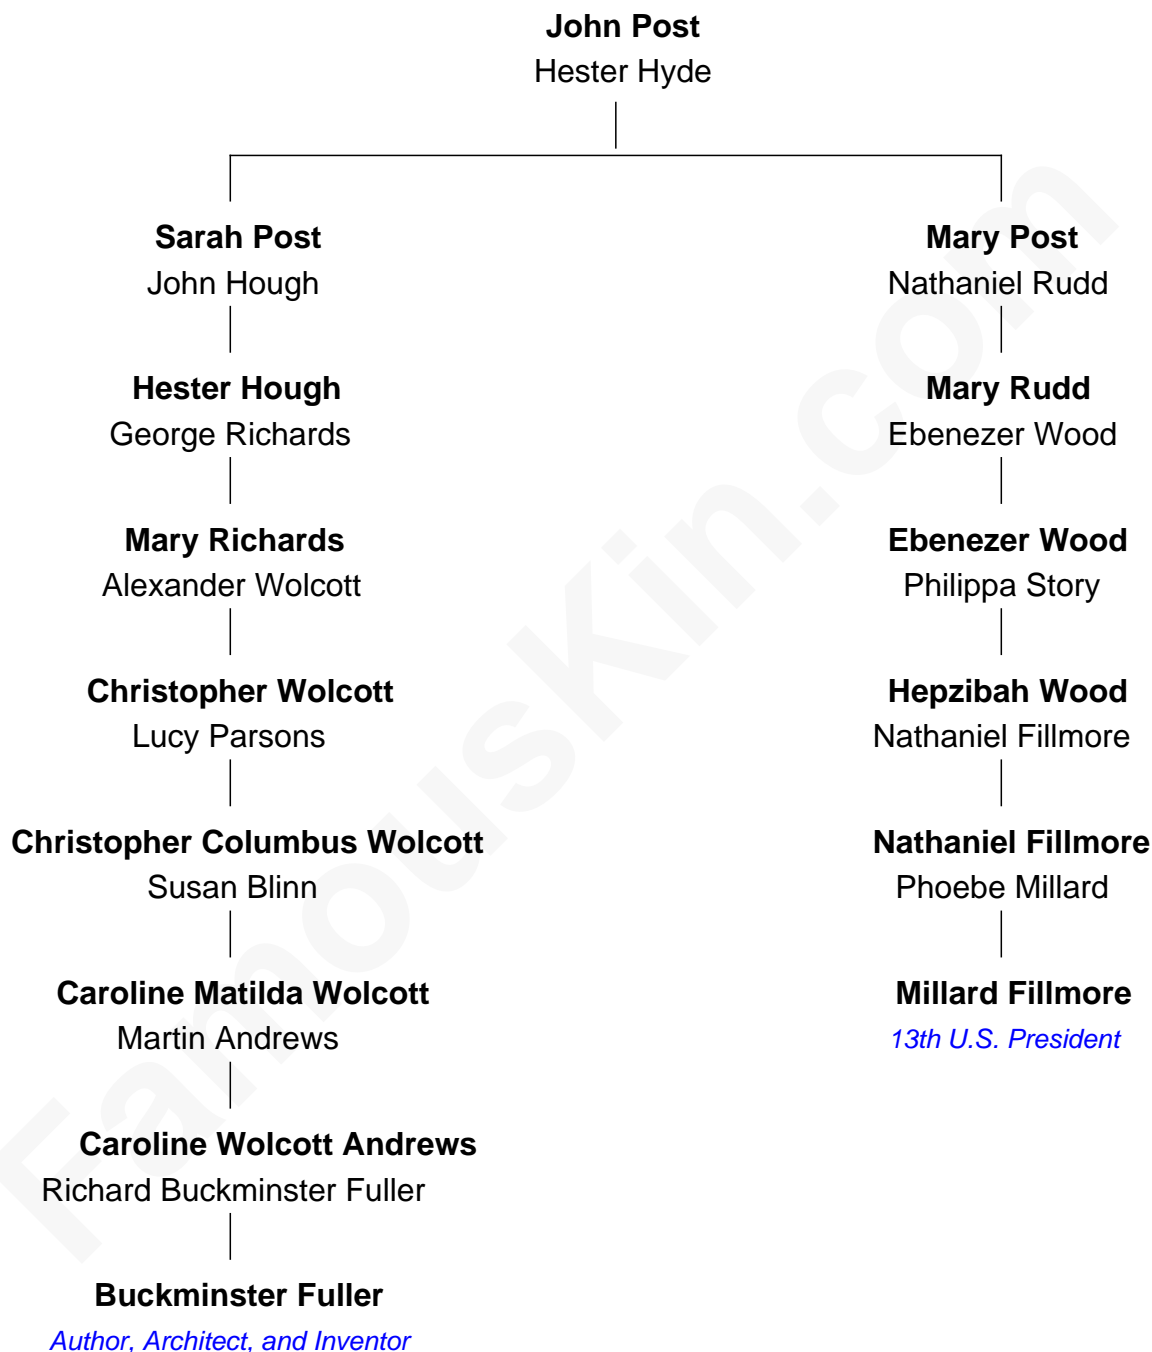 John Post
Hester Hyde
Sarah Post
John Hough
Hester Hough
George Richards
Mary Richards
Alexander Wolcott
Christopher Wolcott
Lucy Parsons
Christopher Columbus Wolcott
Susan Blinn
Caroline Matilda Wolcott
Martin Andrews
Caroline Wolcott Andrews
Richard Buckminster Fuller
Buckminster Fuller
Author, Architect, and Inventor
Mary Post
Nathaniel Rudd
Mary Rudd
Ebenezer Wood
Ebenezer Wood
Philippa Story
Hepzibah Wood
Nathaniel Fillmore
Nathaniel Fillmore
Phoebe Millard
Millard Fillmore
13th U.S. President
FamousKin.com